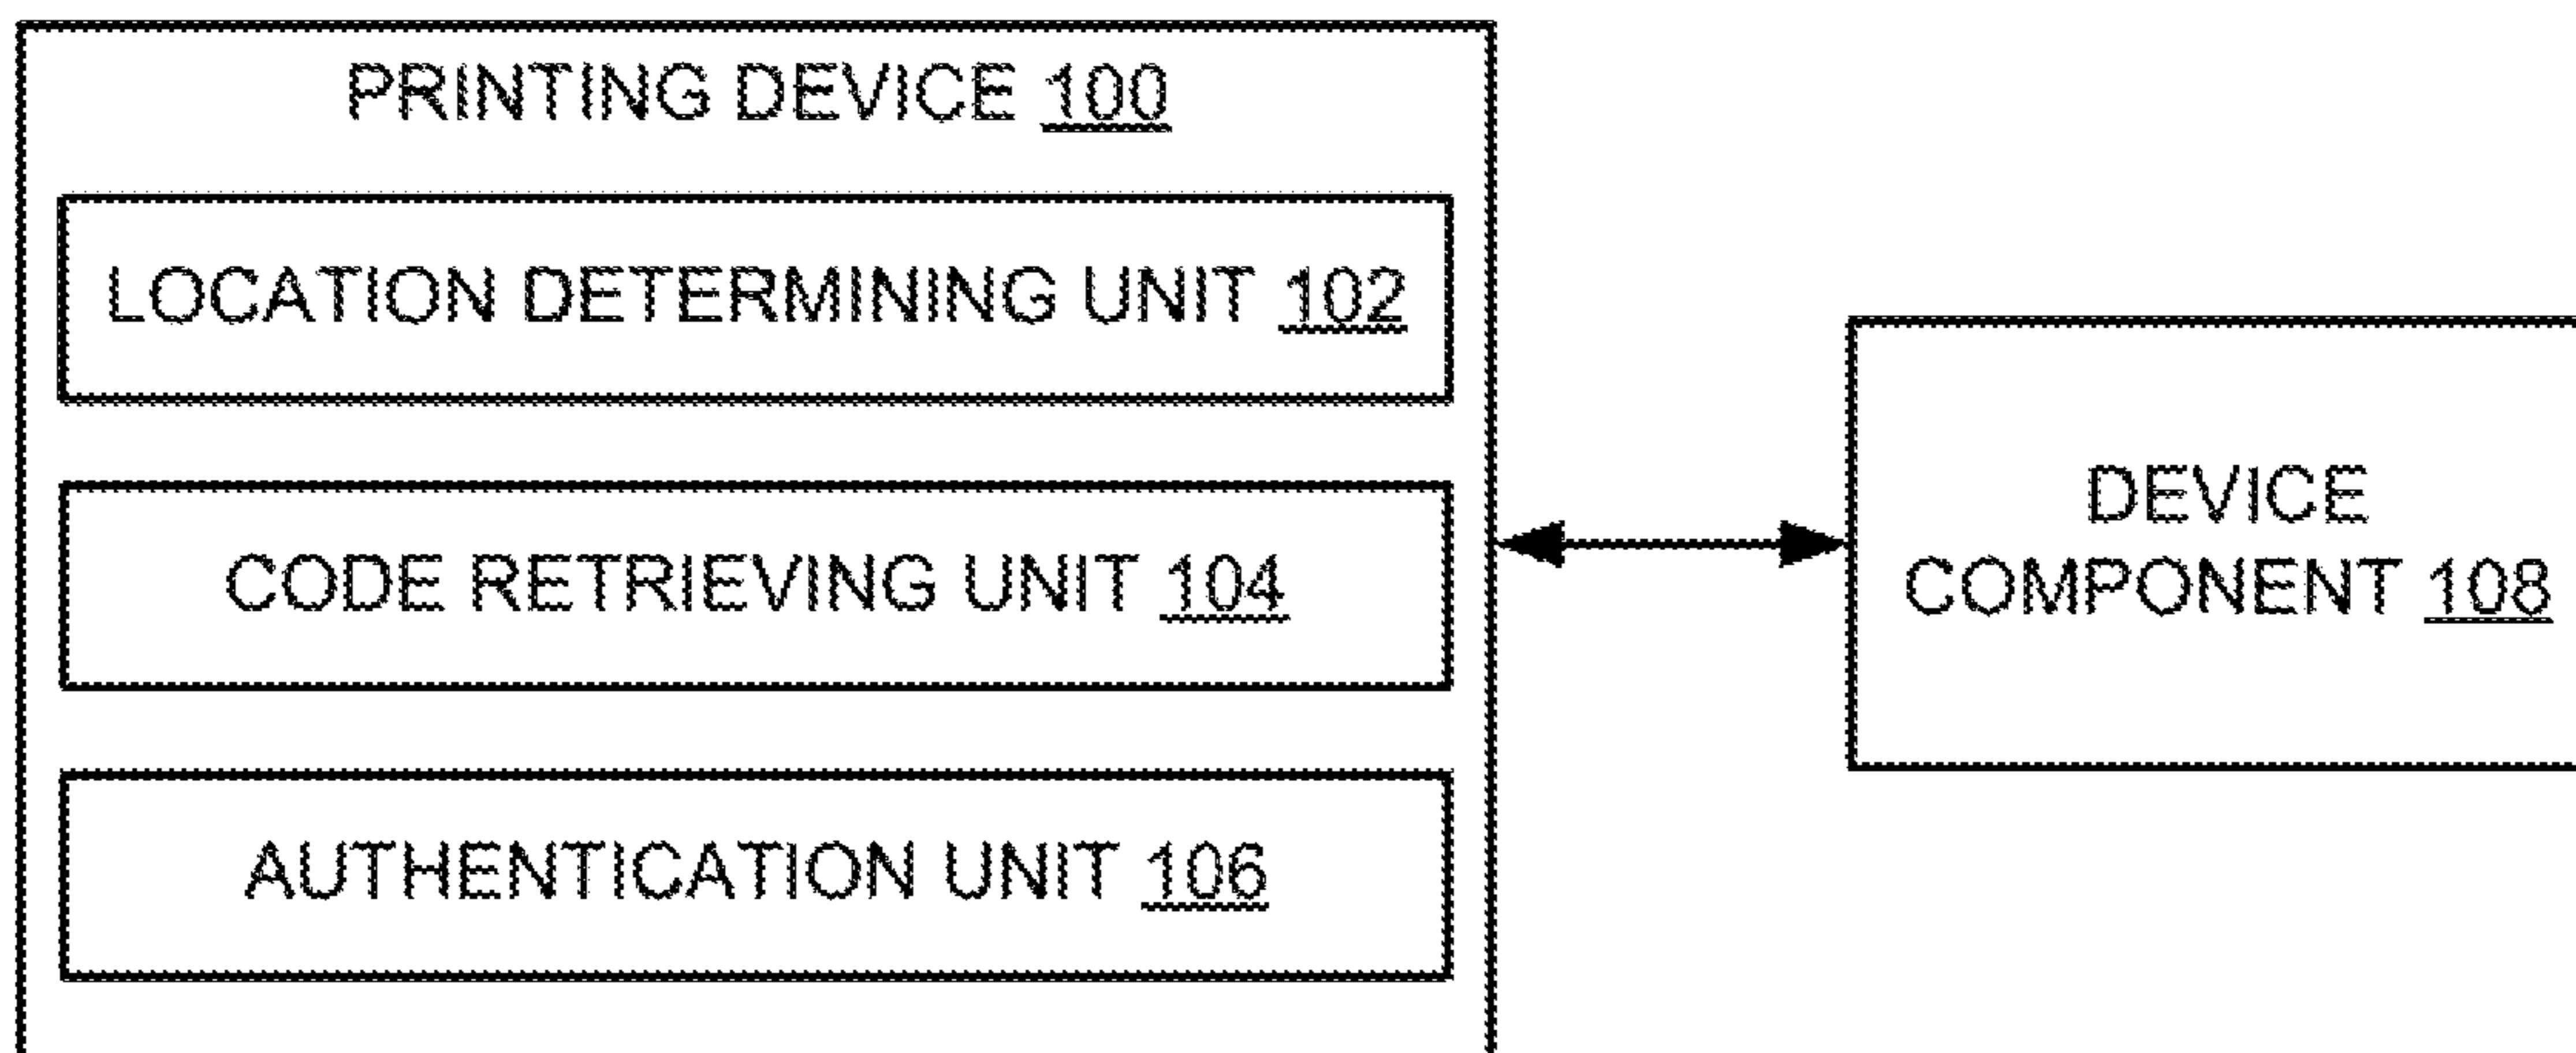 PRINTING DEVICE 100
LOCATION DETERMINING UNIT 102
CODE RETRIEVING UNIT 104
AUTHENTICATION UNIT 106
DEVICE
COMPONENT 108